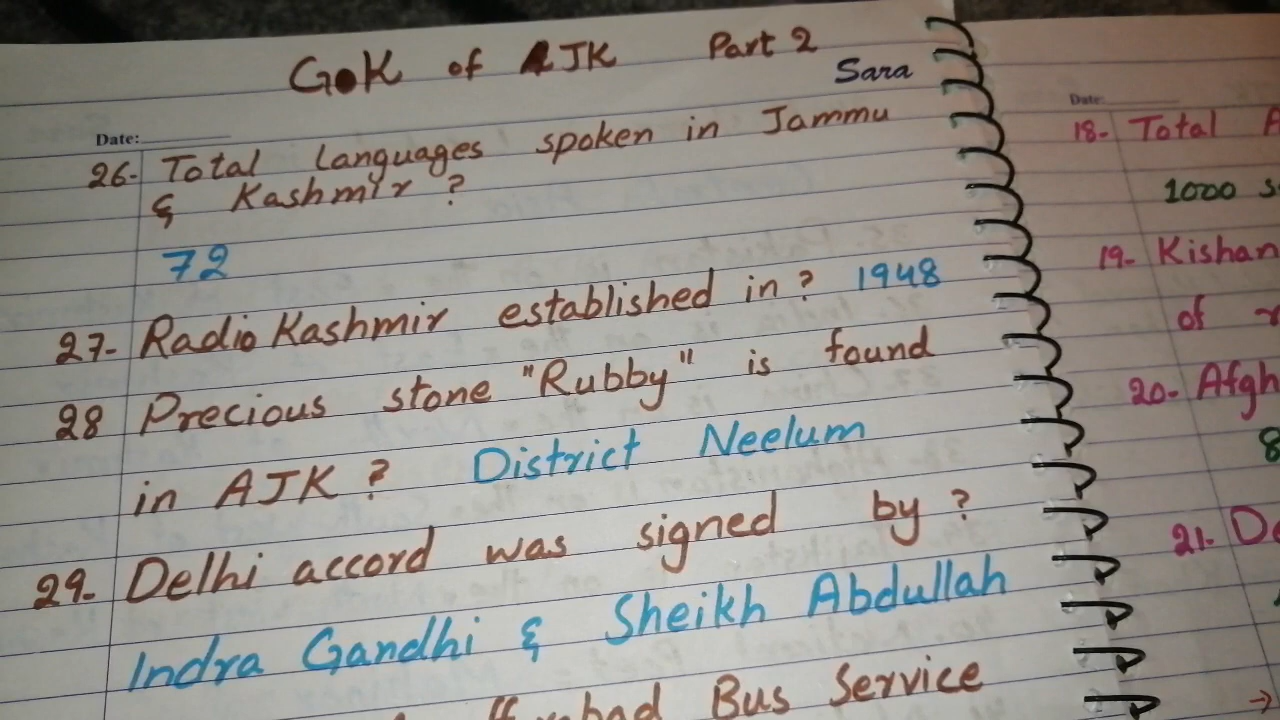 GOK of AJK Part 2
Sara
Date:
26- Total languages spoken in Jammu
& Kashmir ?
72
27- Radio Kashmir established in ? 1948
28 Precious stone "Rubby" is found
in AJK ? District Neelum
29- Delhi accord was signed by ?
Indra Gandhi & Sheikh Abdullah
Bus Service
Date:
18- Total
1000
19- Kishan
of
20- Afgh
8
21- De